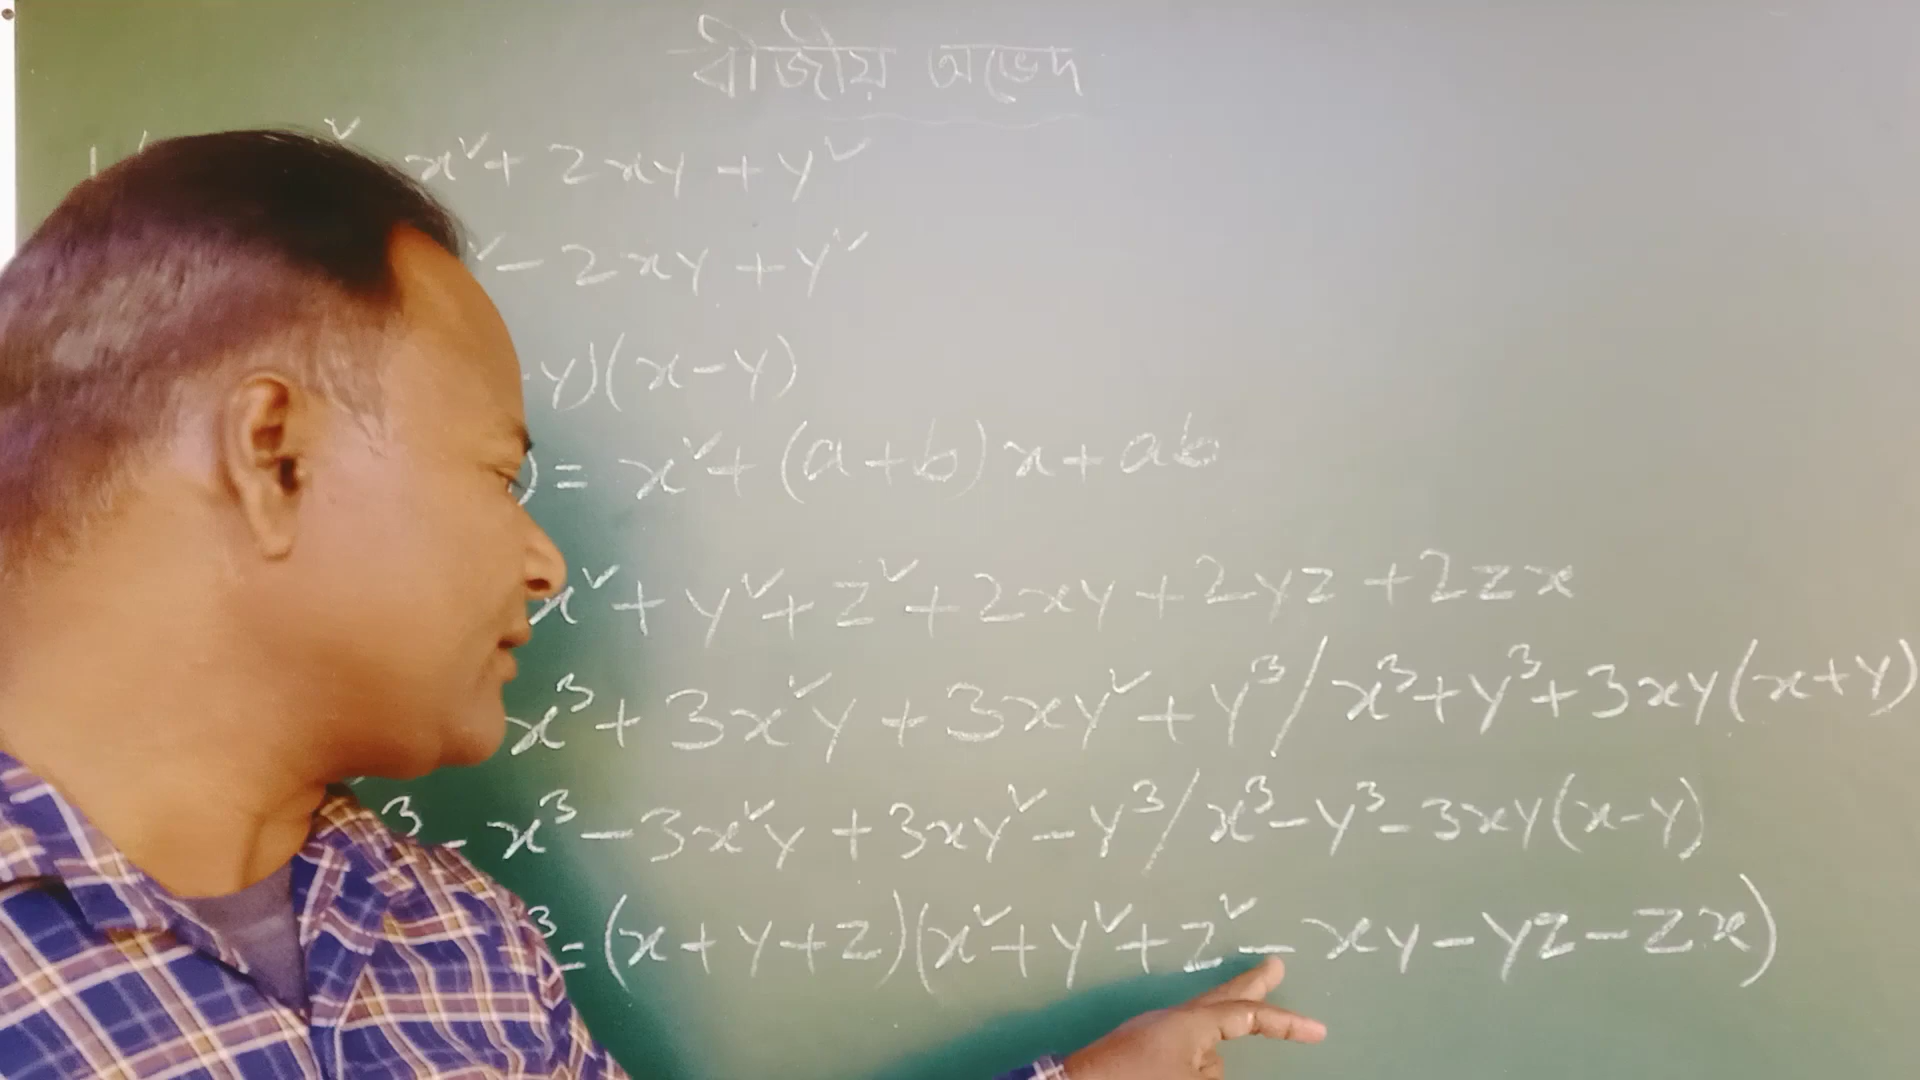 বীজীয় অভেদ
x² + 2xy + y²
² - 2xy + y²
y)(x-y)
) = x² + (a+b)x + ab
x² + y² + z² + 2xy + 2yz + 2zx
x³ + 3x²y + 3xy² + y³ / x³ + y³ + 3xy(x+y)
³ - x³ - 3x²y + 3xy² - y³ / x³ - y³ - 3xy(x-y)
³ = (x+y+z)(x² + y² + z² - xy - yz - zx)